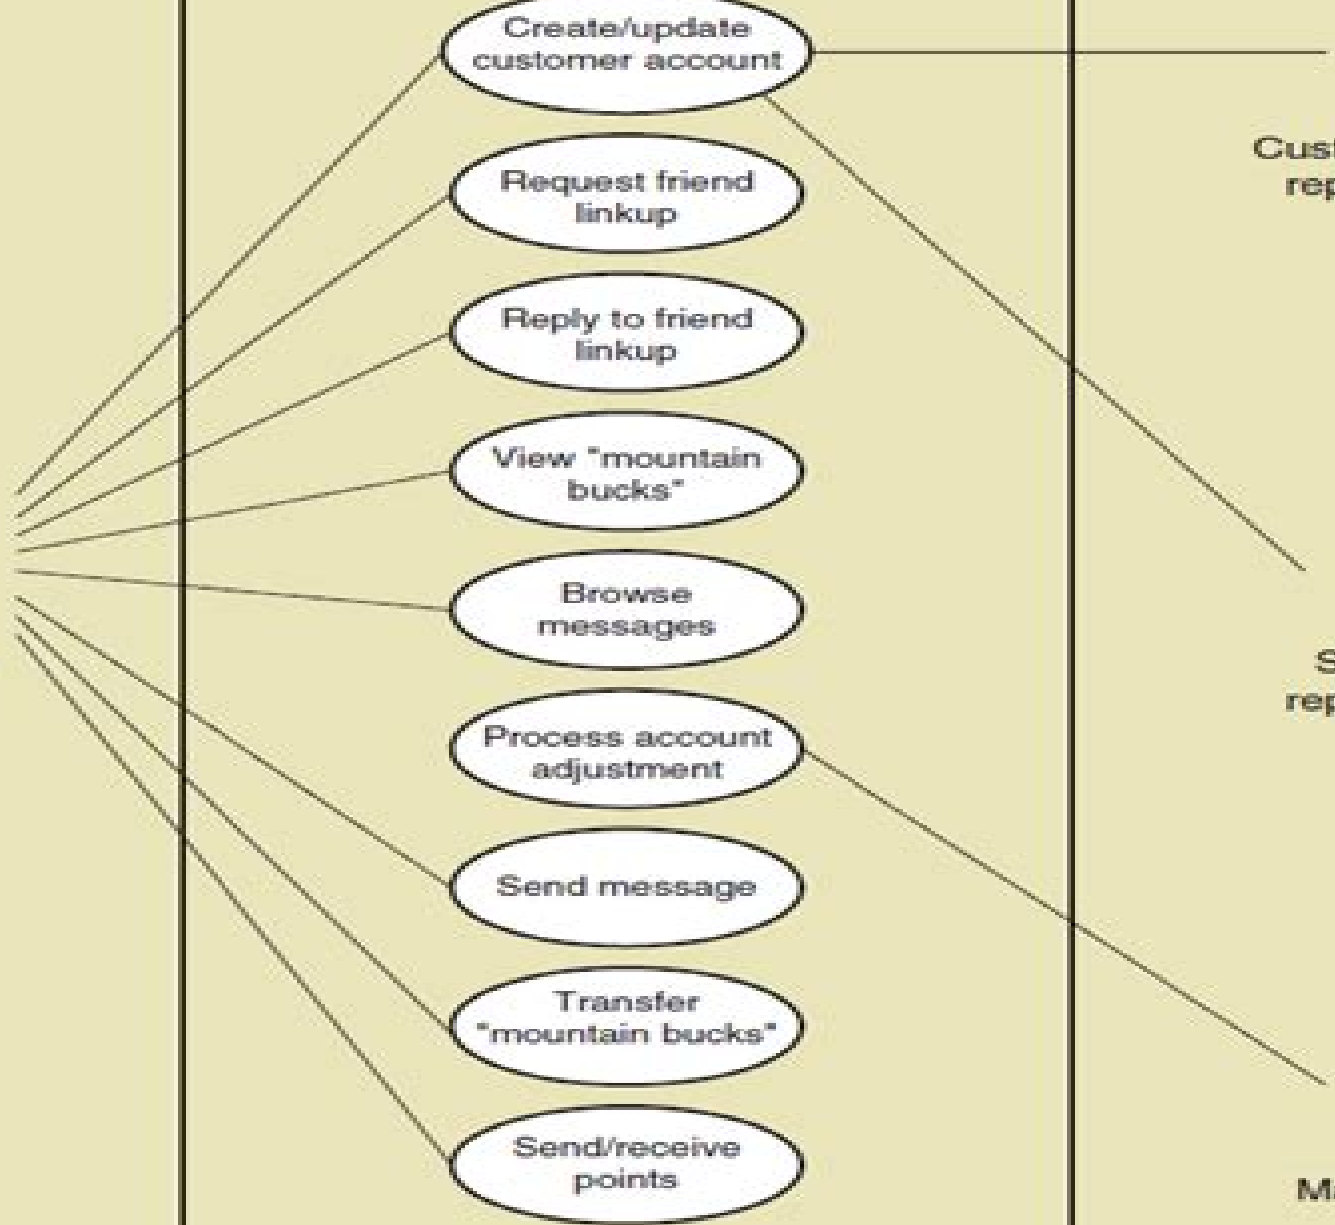 Create/update
customer account
Request friend
linkup
Reply to friend
linkup
View "mountain
bucks"
Browse
messages
Process account
adjustment
Send message
Transfer
"mountain bucks"
Send/receive
points